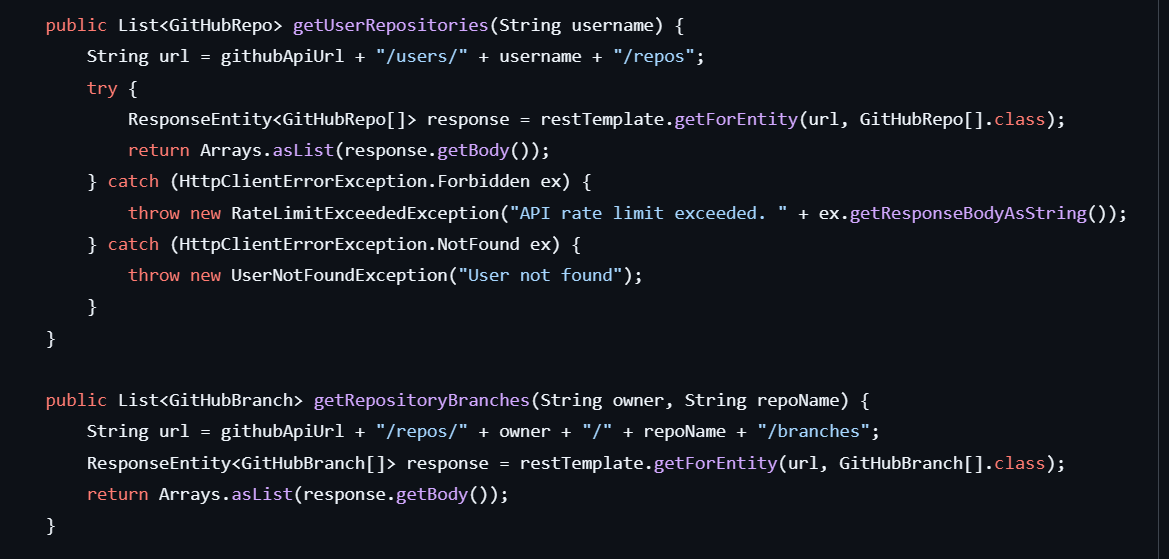 public List<GitHubRepo> getUserRepositories(String username) {
    String url = githubApiUrl + "/users/" + username + "/repos";
    try {
        ResponseEntity<GitHubRepo[]> response = restTemplate.getForEntity(url, GitHubRepo[].class);
        return Arrays.asList(response.getBody());
    } catch (HttpClientErrorException.Forbidden ex) {
        throw new RateLimitExceededException("API rate limit exceeded. " + ex.getResponseBodyAsString());
    } catch (HttpClientErrorException.NotFound ex) {
        throw new UserNotFoundException("User not found");
    }
}

public List<GitHubBranch> getRepositoryBranches(String owner, String repoName) {
    String url = githubApiUrl + "/repos/" + owner + "/" + repoName + "/branches";
    ResponseEntity<GitHubBranch[]> response = restTemplate.getForEntity(url, GitHubBranch[].class);
    return Arrays.asList(response.getBody());
}